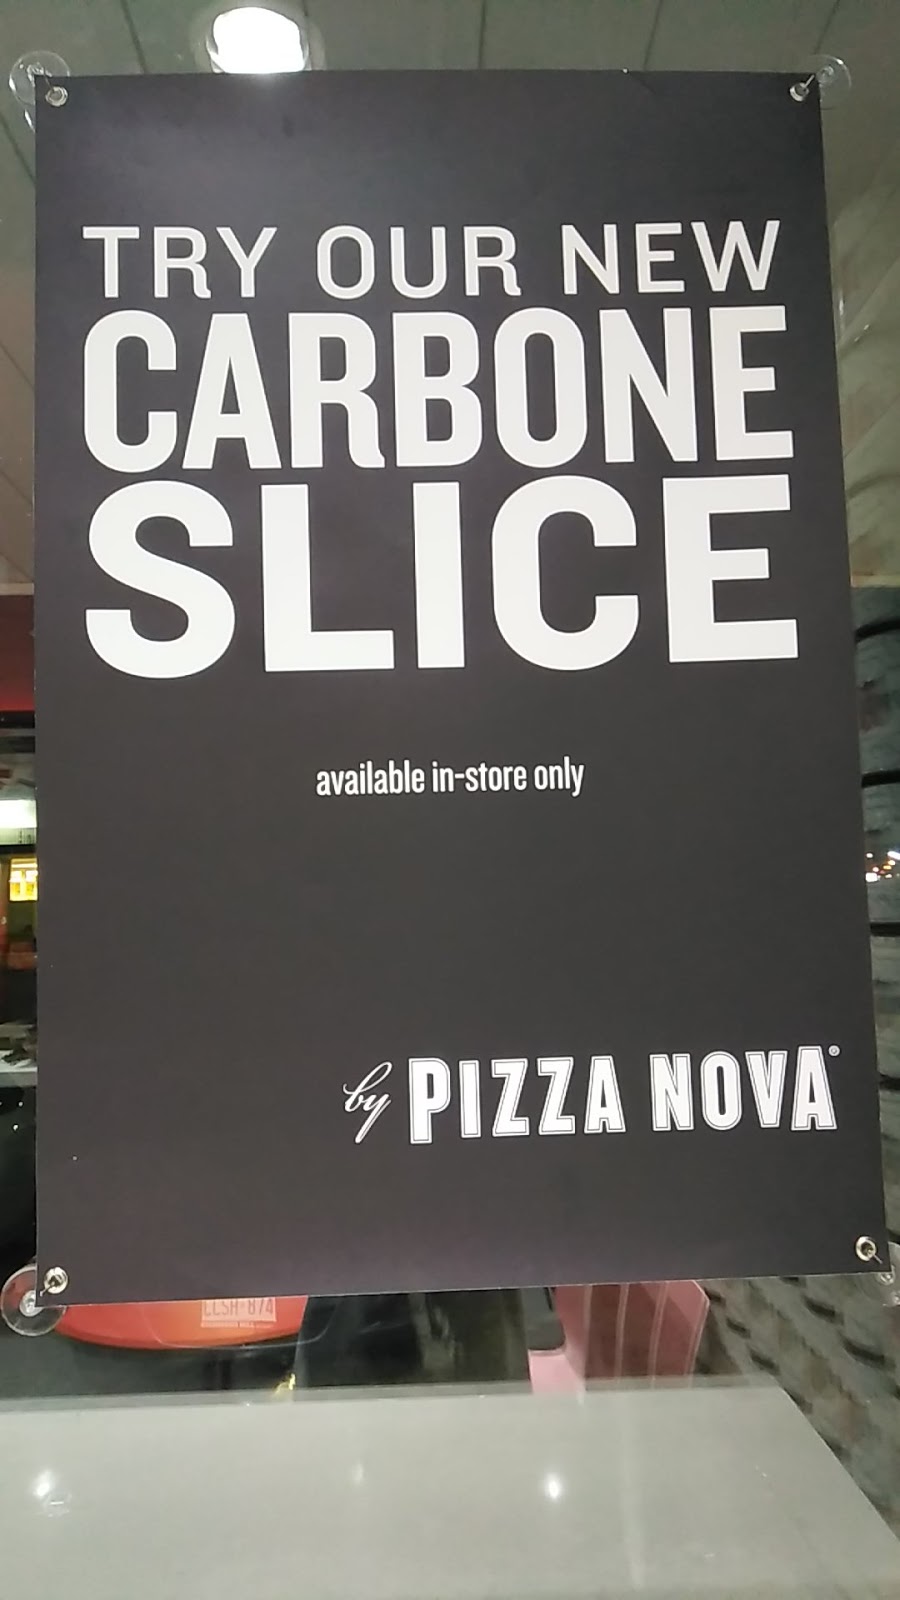 TRY OUR NEW
CARBONE
SLICE
available in-store only
by PIZZA NOVA®